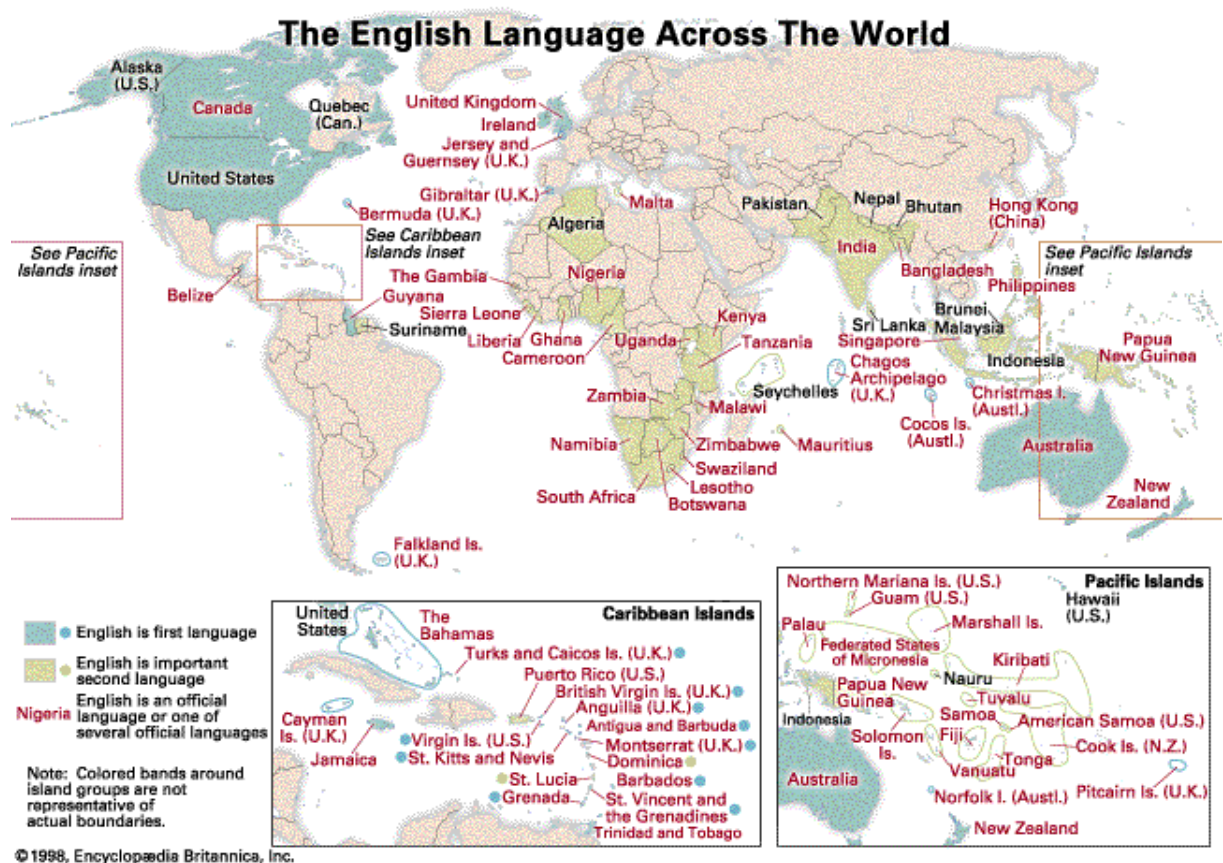 The English Language Across The World
Alaska
(U.S.)
Canada
Quebec
(Can.)
United States
United Kingdom
Ireland
Jersey and
Guernsey (U.K.)
Gibraltar (U.K.)
Bermuda (U.K.)
Malta
Algeria
Pakistan
Nepal
Bhutan
Hong Kong
(China)
India
Bangladesh
Philippines
See Pacific
Islands inset
See Caribbean
Islands inset
See Pacific Islands
inset
Belize
Guyana
Suriname
The Gambia
Sierra Leone
Liberia
Ghana
Cameroon
Nigeria
Uganda
Kenya
Tanzania
Seychelles
Chagos
Archipelago
(U.K.)
Sri Lanka
Singapore
Brunei
Malaysia
Indonesia
Papua
New Guinea
Christmas I.
(Austl.)
Cocos Is.
(Austl.)
Zambia
Malawi
Mauritius
Namibia
Zimbabwe
Swaziland
Lesotho
Botswana
South Africa
Australia
New
Zealand
Falkland Is.
(U.K.)
English is first language
English is important
second language
Nigeria
English is an official
language or one of
several official languages
Note: Colored bands around
island groups are not
representative of
actual boundaries.
Caribbean Islands
United
States
The
Bahamas
Turks and Caicos Is. (U.K.)
Puerto Rico (U.S.)
British Virgin Is. (U.K.)
Anguilla (U.K.)
Antigua and Barbuda
Cayman
Is. (U.K.)
Jamaica
Virgin Is. (U.S.)
St. Kitts and Nevis
Montserrat (U.K.)
Dominica
St. Lucia
Barbados
Grenada
St. Vincent and
the Grenadines
Trinidad and Tobago
Pacific Islands
Northern Mariana Is. (U.S.)
Guam (U.S.)
Hawaii
(U.S.)
Palau
Marshall Is.
Federated States
of Micronesia
Kiribati
Nauru
Papua New
Guinea
Tuvalu
Indonesia
Samoa
American Samoa (U.S.)
Solomon
Is.
Fiji
Cook Is. (N.Z.)
Tonga
Vanuatu
Australia
Pitcairn Is. (U.K.)
Norfolk I. (Austl.)
New Zealand
©1998, Encyclopædia Britannica, Inc.